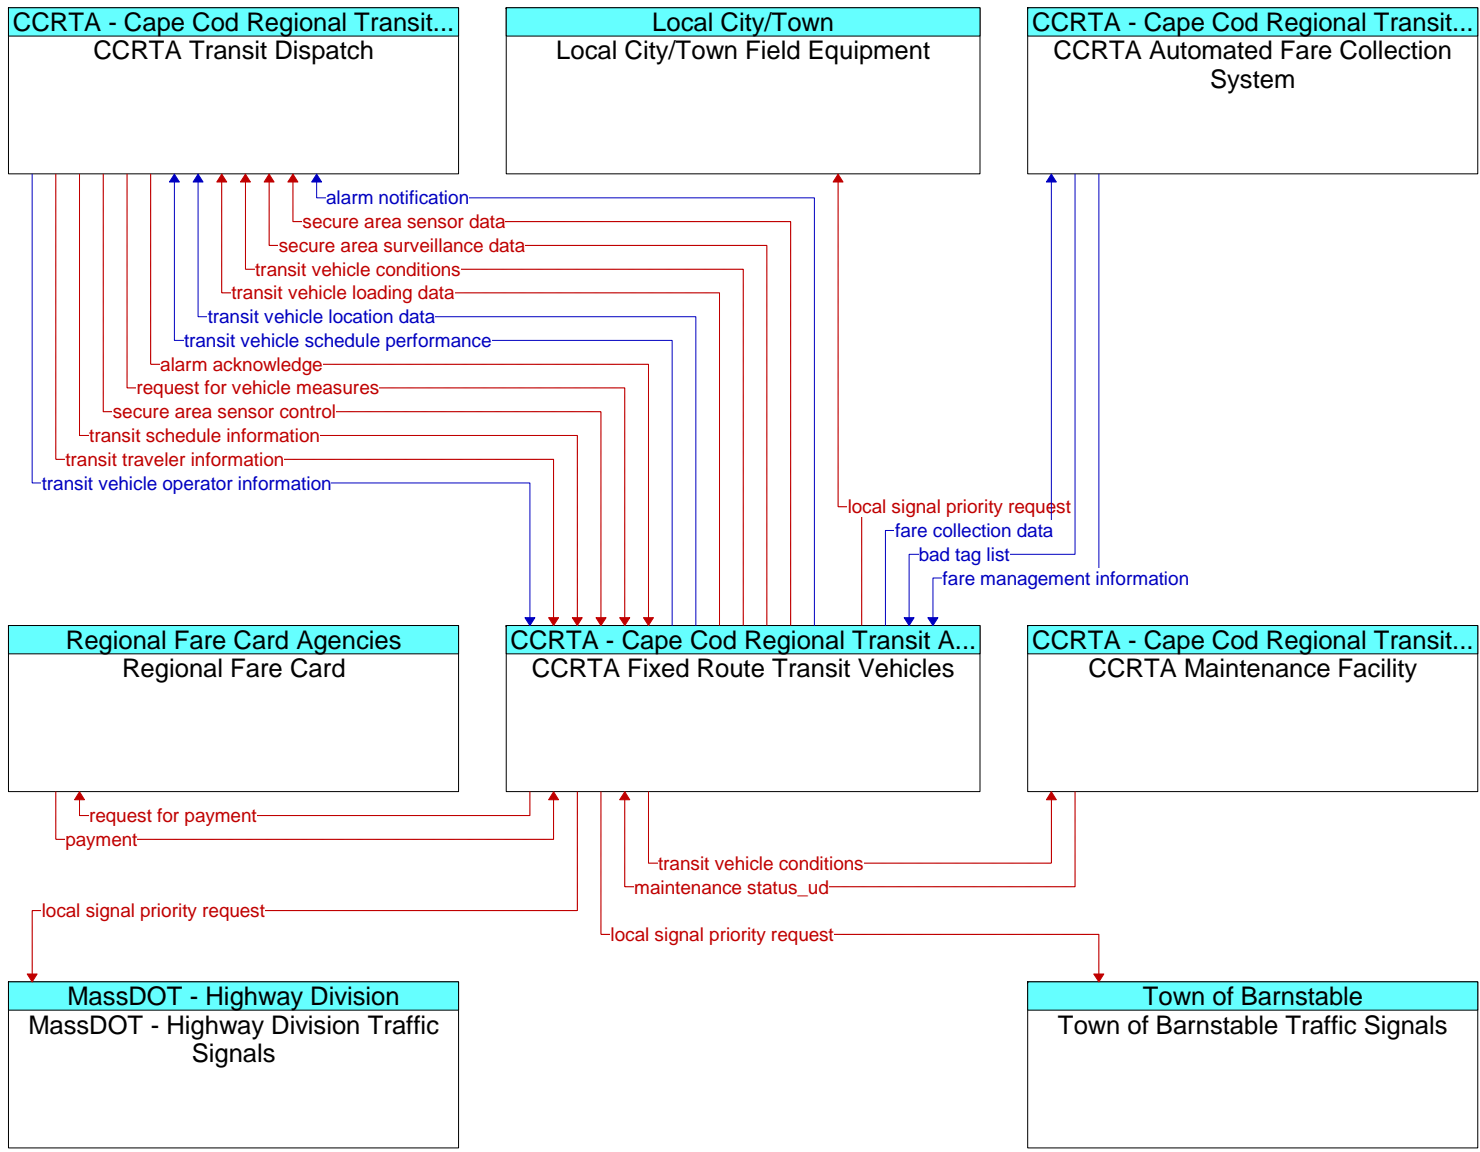 CCRTA - Cape Cod Regional Transit...
CCRTA Transit Dispatch
Local City/Town
Local City/Town Field Equipment
CCRTA - Cape Cod Regional Transit...
CCRTA Automated Fare Collection
System
alarm notification
secure area sensor data
secure area surveillance data
transit vehicle conditions
transit vehicle loading data
transit vehicle location data
transit vehicle schedule performance
alarm acknowledge
request for vehicle measures
secure area sensor control
transit schedule information
transit traveler information
transit vehicle operator information
local signal priority request
fare collection data
bad tag list
fare management information
Regional Fare Card Agencies
Regional Fare Card
CCRTA - Cape Cod Regional Transit A...
CCRTA Fixed Route Transit Vehicles
CCRTA - Cape Cod Regional Transit...
CCRTA Maintenance Facility
request for payment
payment
transit vehicle conditions
maintenance status_ud
local signal priority request
local signal priority request
MassDOT - Highway Division
MassDOT - Highway Division Traffic
Signals
Town of Barnstable
Town of Barnstable Traffic Signals